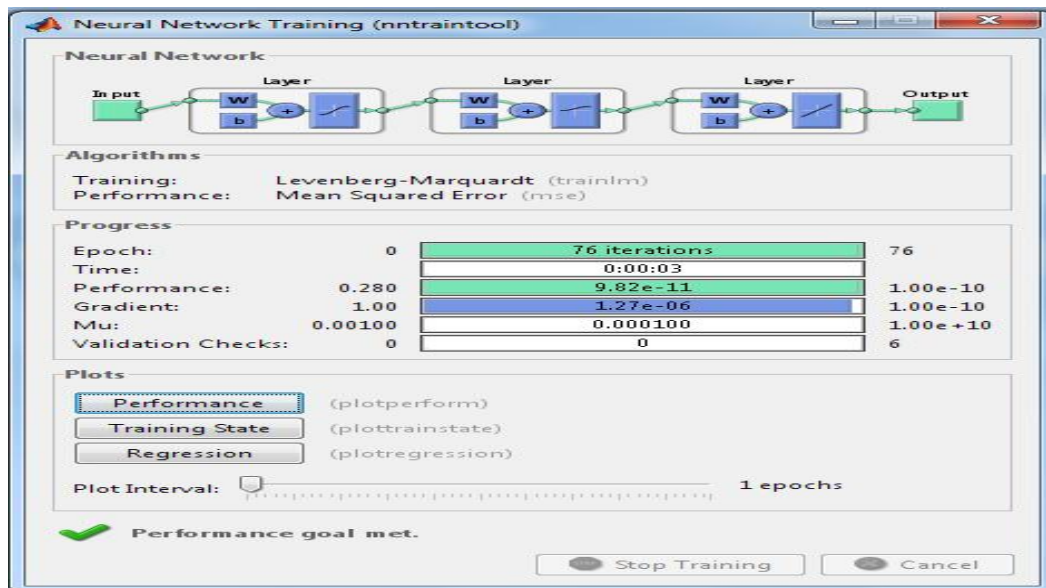 Neural Network Training (nntraintool)
Neural Network
Layer Layer Layer
Input W b + W b + W b + Output
Algorithms
Training: Levenberg-Marquardt (trainlm)
Performance: Mean Squared Error (mse)
Progress
Epoch: 0 76 iterations 76
Time: 0:00:03
Performance: 0.280 9.82e-11 1.00e-10
Gradient: 1.00 1.27e-06 1.00e-10
Mu: 0.00100 0.000100 1.00e+10
Validation Checks: 0 0 6
Plots
Performance (plotperform)
Training State (plottrainstate)
Regression (plotregression)
Plot Interval: 1 epochs
Performance goal met.
Stop Training Cancel